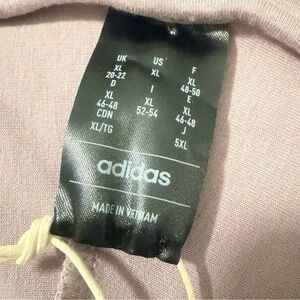 UK US F
XL XL XL
20-22 48-50
D I E
XL XL XL
46-48 52-54 46-48
CDN J
XL/TG 5XL
adidas
MADE IN VIETNAM